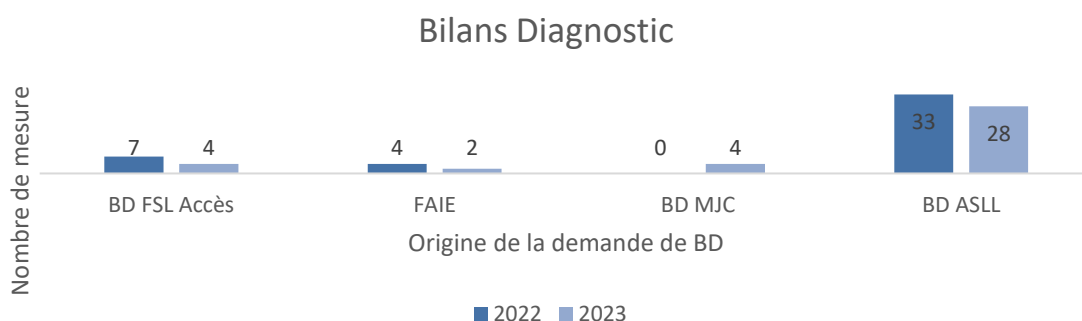 Bilans Diagnostic
Nombre de mesure
7 4 4 2 0 4 33 28
BD FSL Accès FAIE BD MJC BD ASLL
Origine de la demande de BD
2022 2023